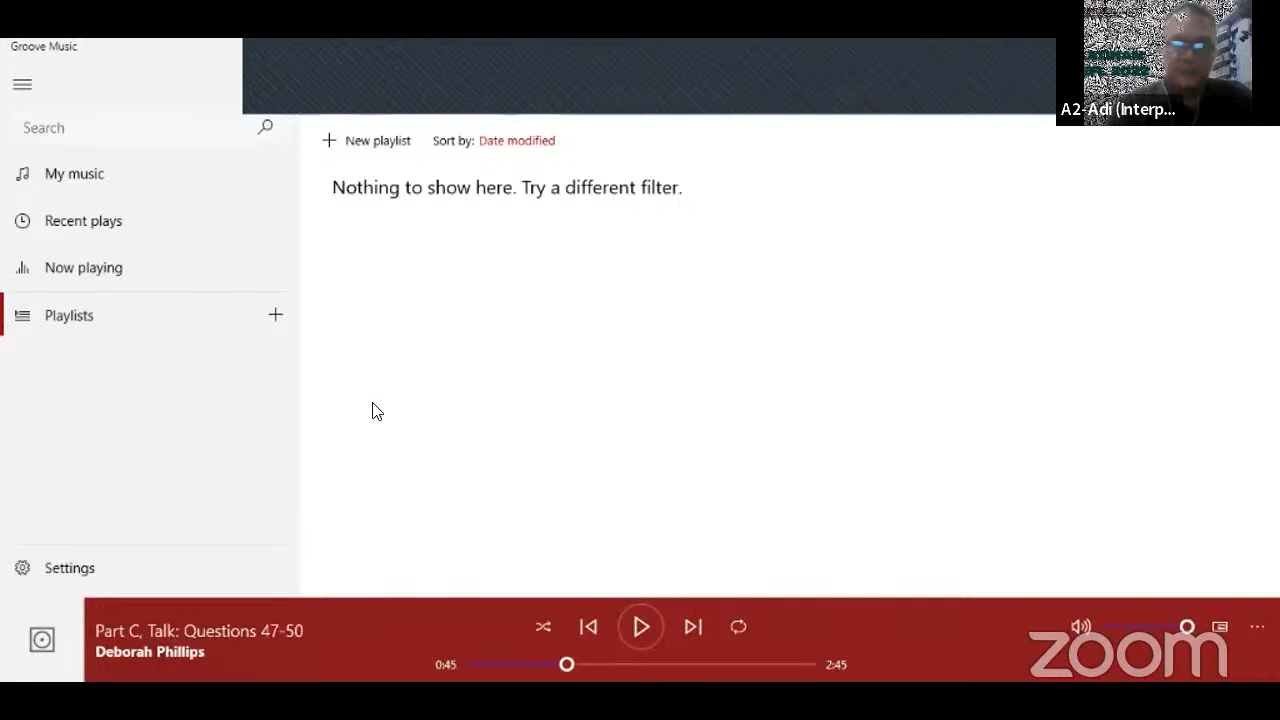 Groove Music
A2-Adi (Interp...
Search
New playlist
Sort by: Date modified
My music
Nothing to show here. Try a different filter.
Recent plays
Now playing
Playlists
Settings
Part C, Talk: Questions 47-50
Deborah Phillips
0:45
2:45
zoom